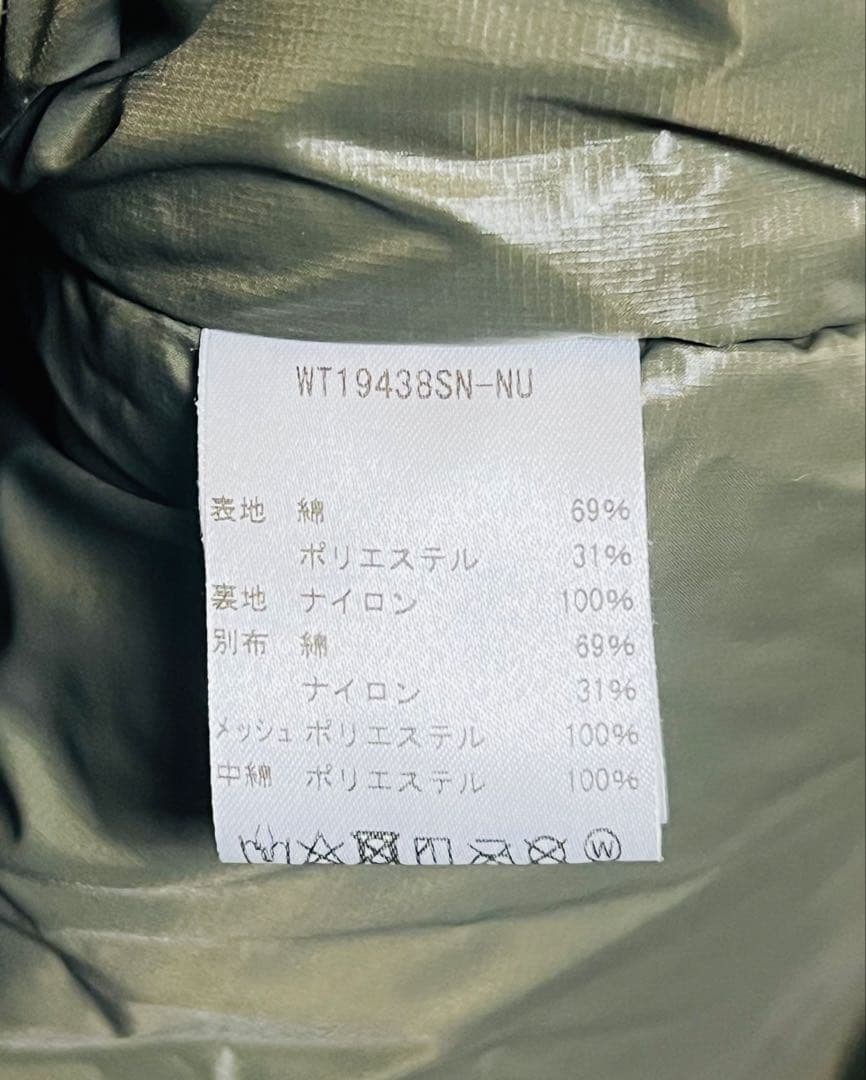 WT19438SN-NU
表地 綿 69%
ポリエステル 31%
裏地 ナイロン 100%
別布 綿 69%
ナイロン 31%
メッシュ ポリエステル 100%
中綿 ポリエステル 100%
W